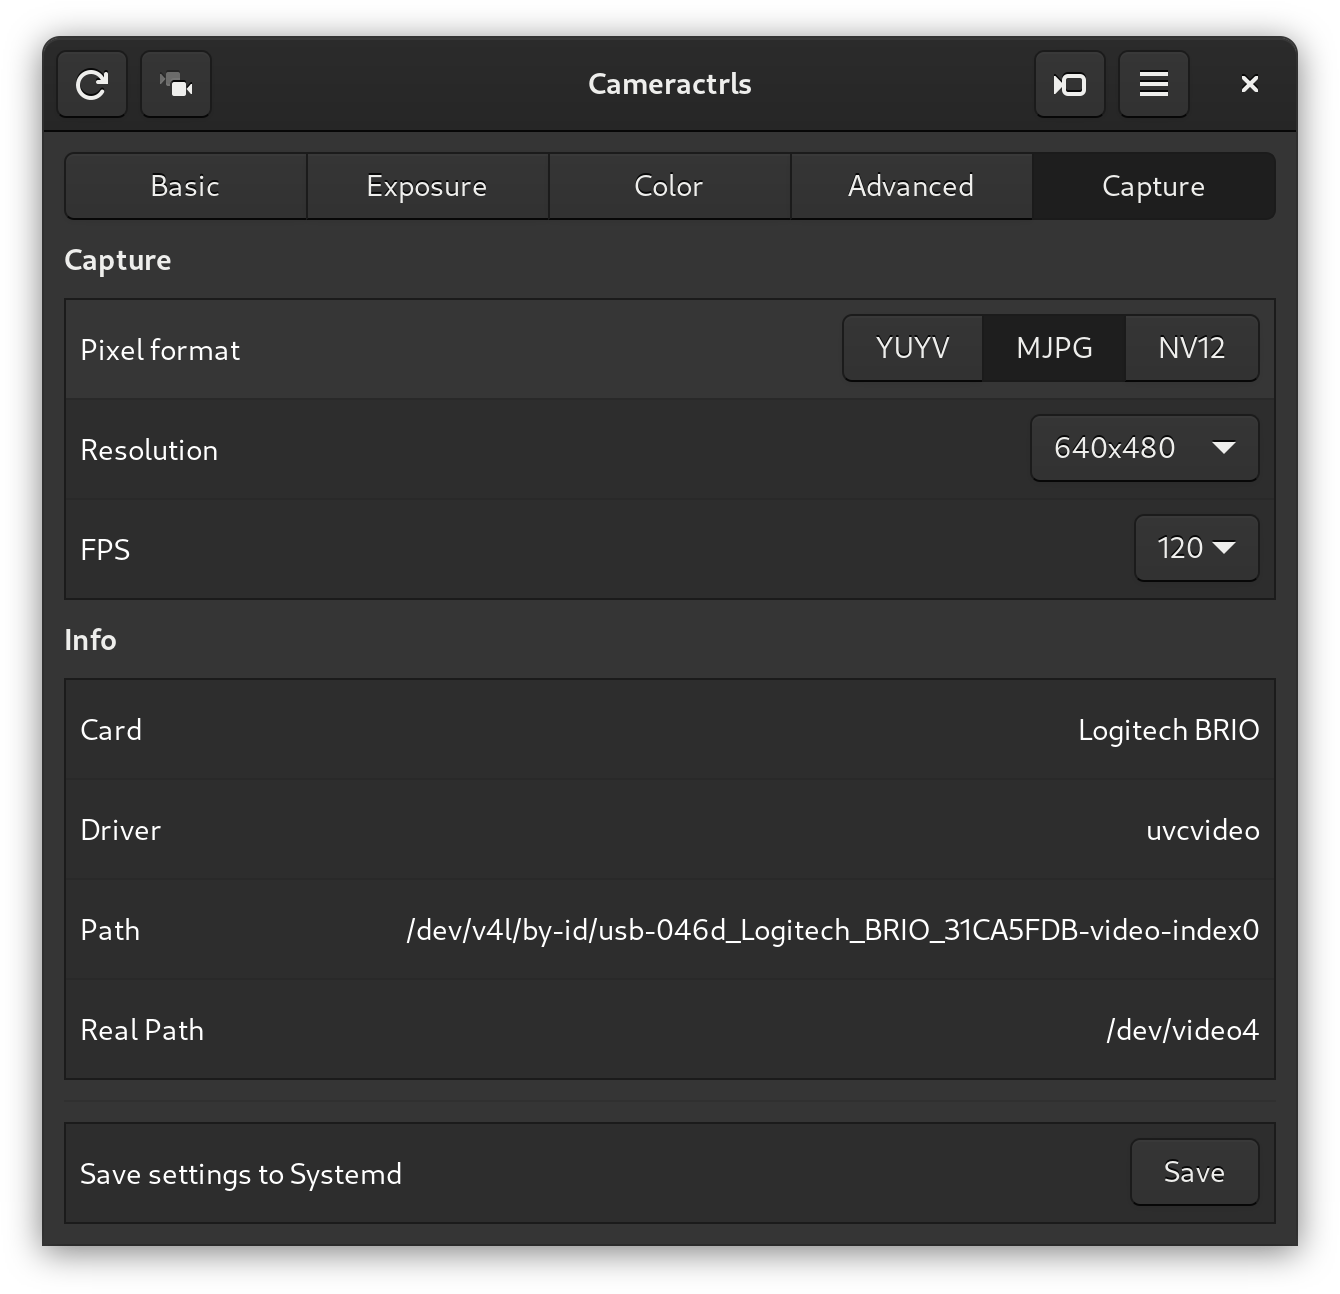 Cameractrls
Basic Exposure Color Advanced Capture
Capture
Pixel format YUYV MJPG NV12
Resolution 640x480
FPS 120
Info
Card Logitech BRIO
Driver uvcvideo
Path /dev/v4l/by-id/usb-046d_Logitech_BRIO_31CA5FDB-video-index0
Real Path /dev/video4
Save settings to Systemd Save